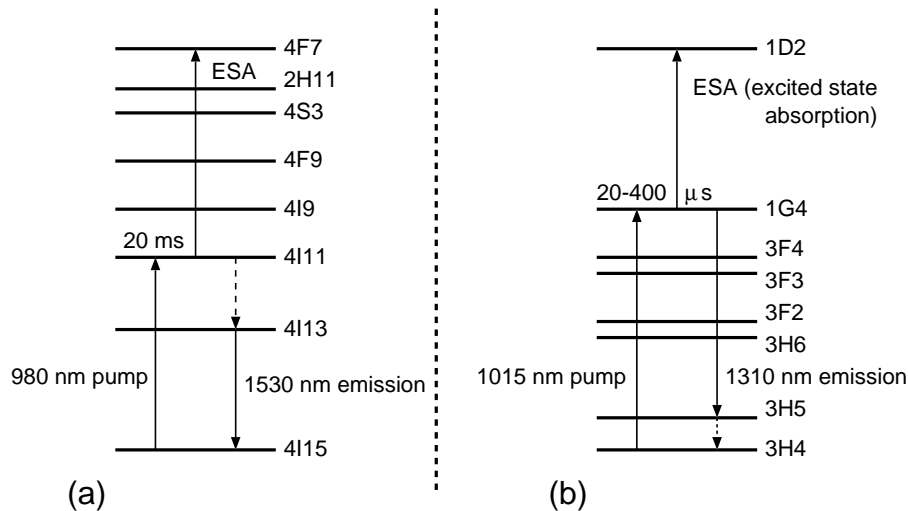 4F7
ESA
2H11
4S3
4F9
4I9
20 ms
4I11
4I13
980 nm pump
1530 nm emission
4I15
(a)
1D2
ESA (excited state
absorption)
20-400 μs
1G4
3F4
3F3
3F2
3H6
1015 nm pump
1310 nm emission
3H5
3H4
(b)